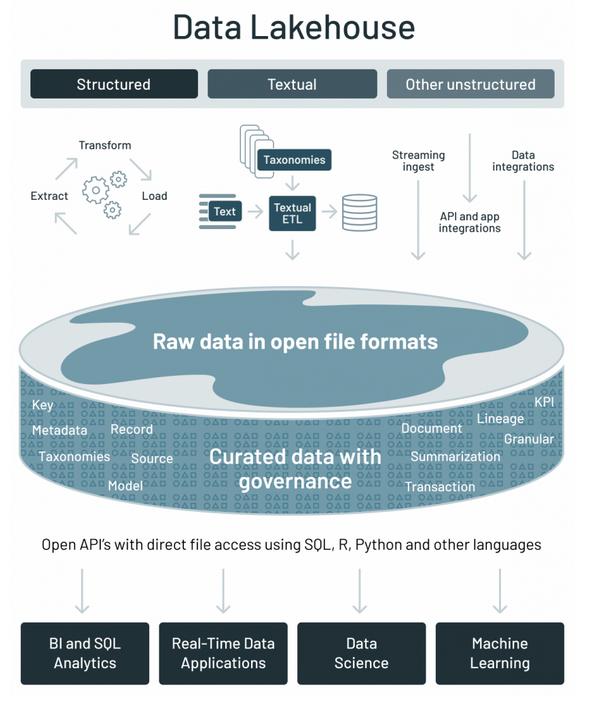 Data Lakehouse
Structured
Textual
Other unstructured
Transform
Extract
Load
Taxonomies
Text
Textual
ETL
Streaming
ingest
API and app
integrations
Data
integrations
Raw data in open file formats
Key
Metadata
Record
Taxonomies
Source
Model
Curated data with
governance
KPI
Lineage
Document
Granular
Summarization
Transaction
Open API’s with direct file access using SQL, R, Python and other languages
BI and SQL
Analytics
Real-Time Data
Applications
Data
Science
Machine
Learning